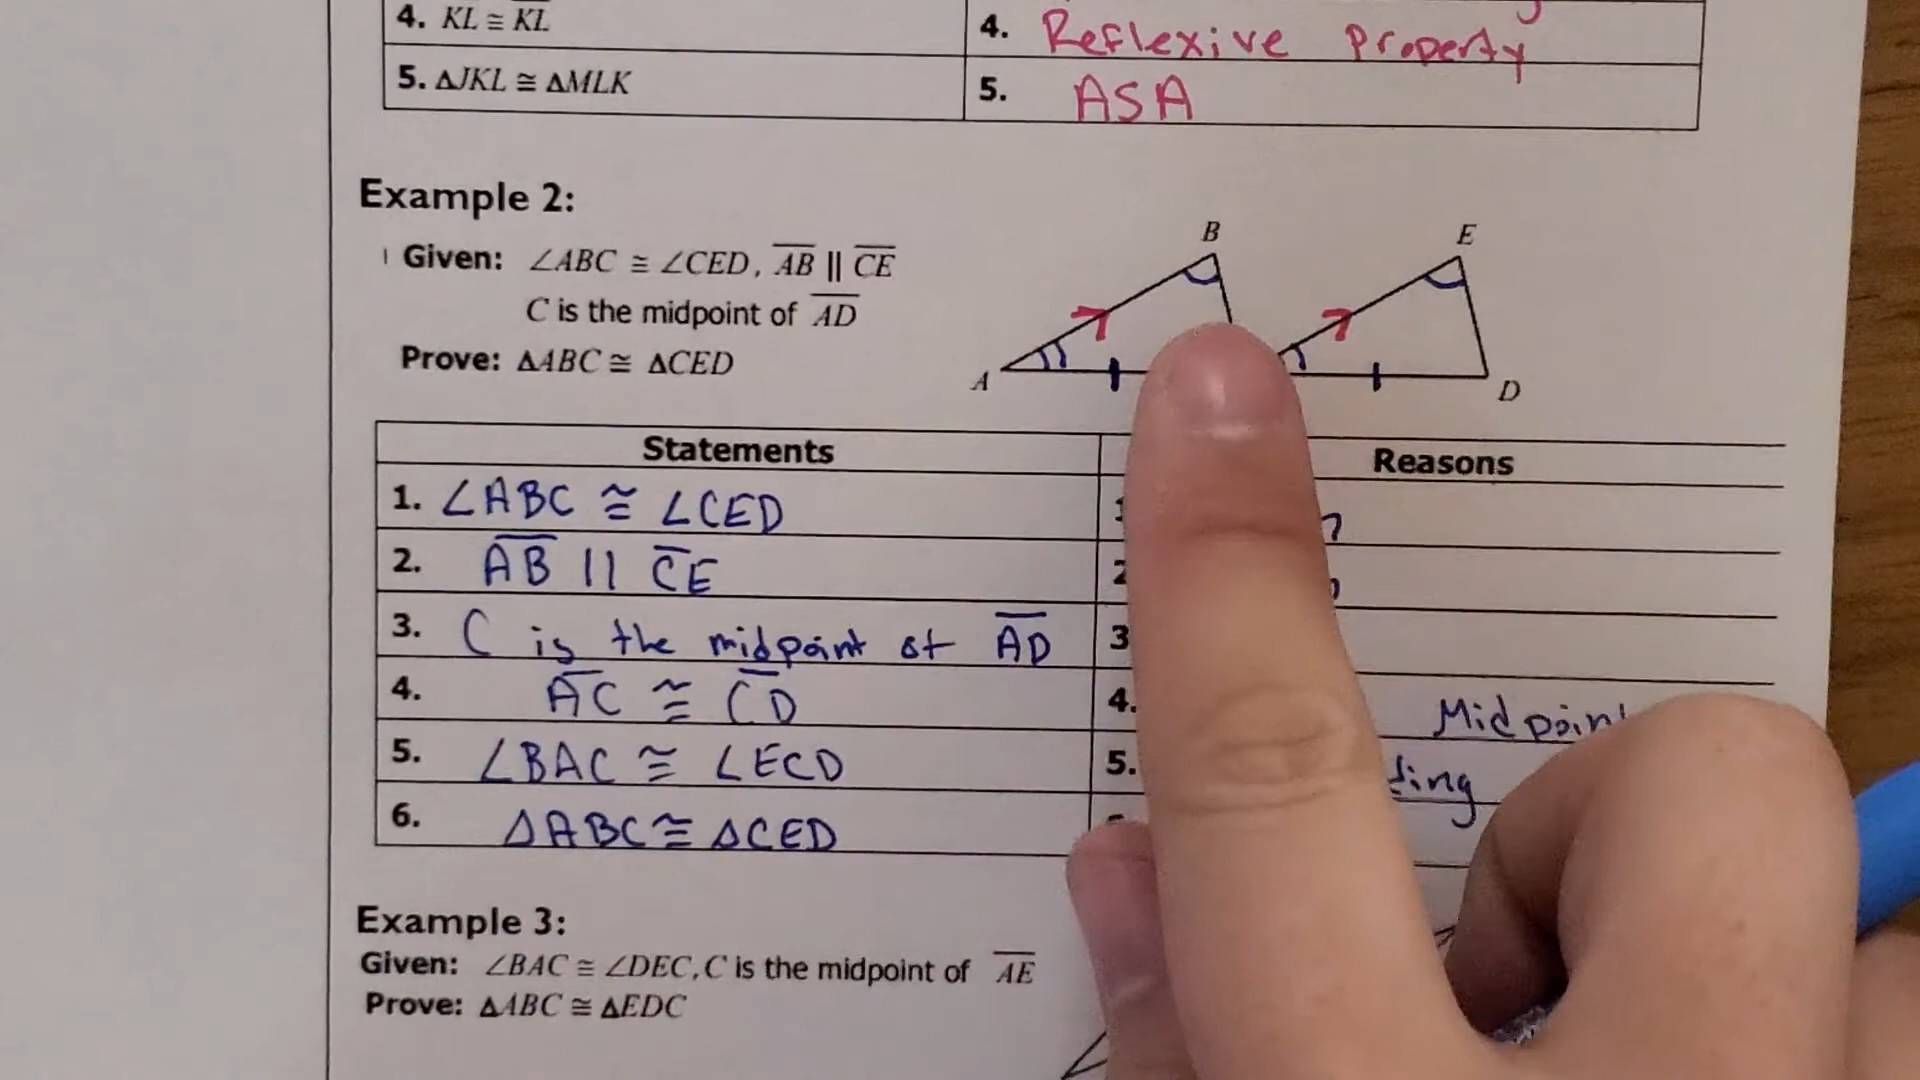 4. KL ≅ KL
4. Reflexive Property
5. ΔJKL ≅ ΔMLK
5. ASA
Example 2:
Given: ∠ABC ≅ ∠CED, AB || CE
C is the midpoint of AD
Prove: ΔABC ≅ ΔCED
B
E
A
D
Statements
Reasons
1. ∠ABC ≅ ∠CED
2. AB || CE
2
3. C is the midpoint of AD
3
4. AC ≅ CD
4. Midpoint
5. ∠BAC ≅ ∠ECD
5.
6. ΔABC ≅ ΔCED
Example 3:
Given: ∠BAC ≅ ∠DEC, C is the midpoint of AE
Prove: ΔABC ≅ ΔEDC